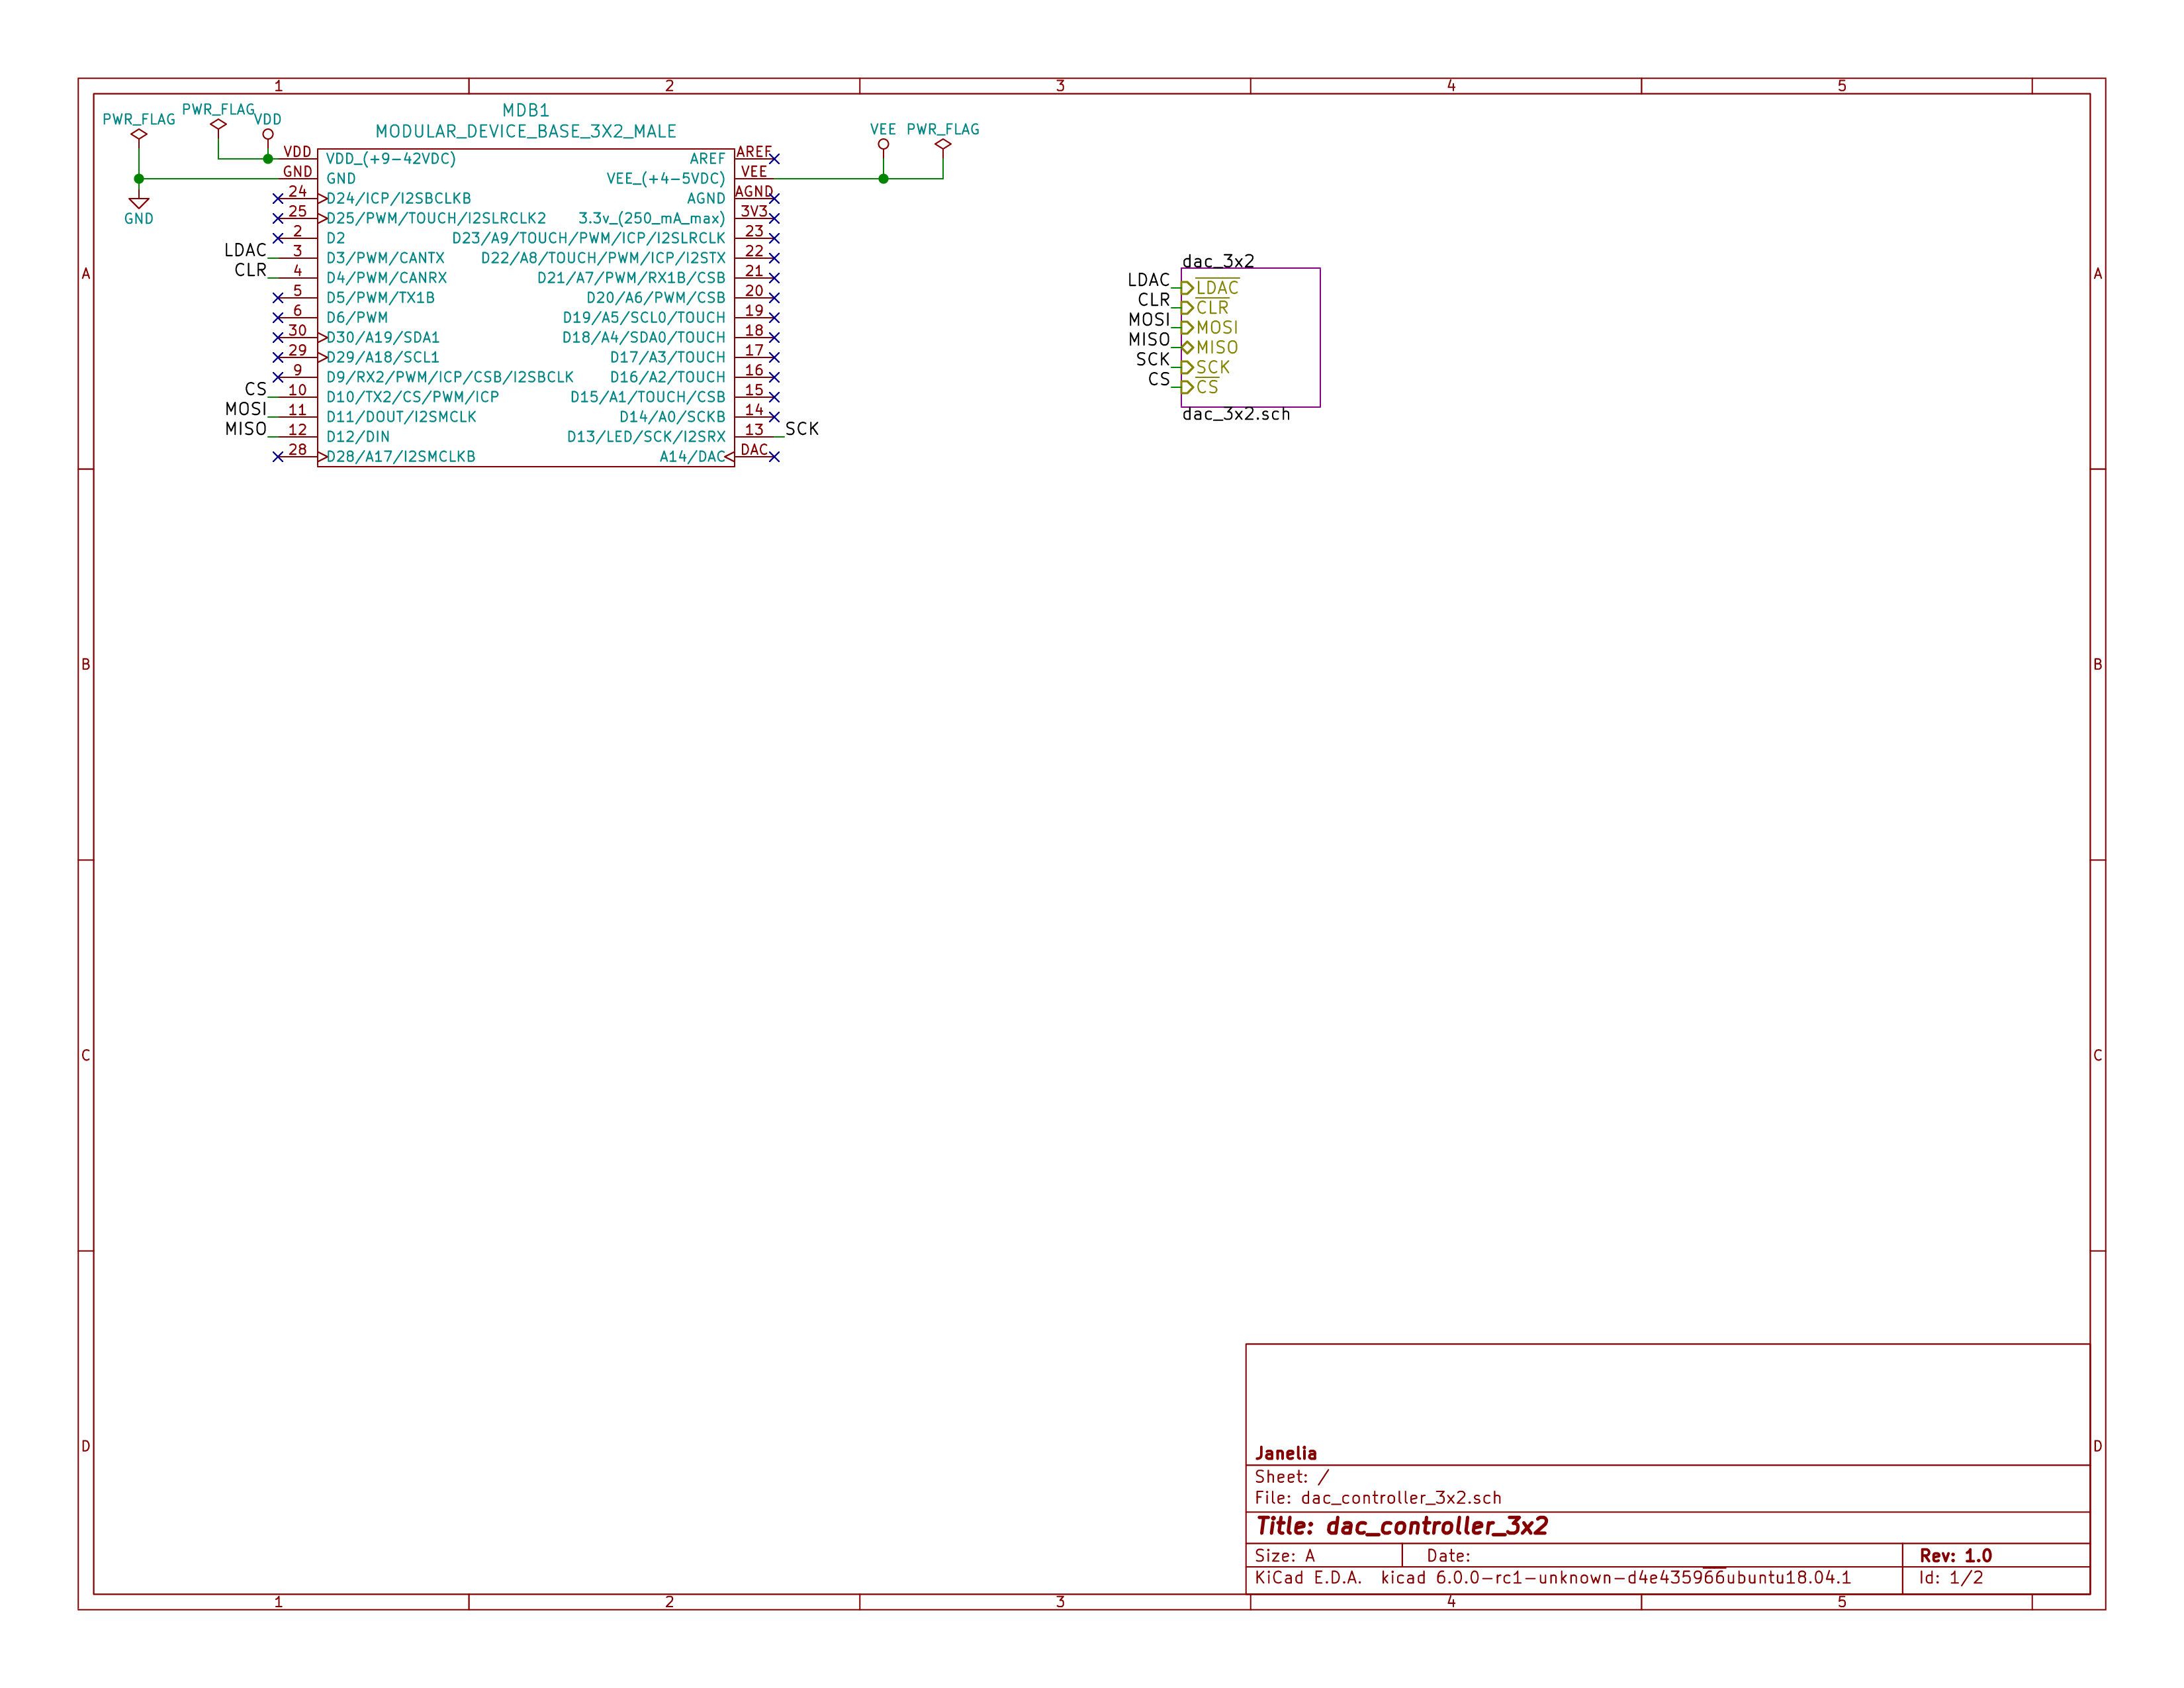 1 2 3 4 5
PWR_FLAG PWR_FLAG VDD
MDB1
MODULAR_DEVICE_BASE_3X2_MALE
VEE PWR_FLAG
GND
VDD VDD_(+9-42VDC) AREF AREF
GND GND VEE_(+4-5VDC) VEE
24 D24/ICP/I2SBCLKB AGND AGND
25 D25/PWM/TOUCH/I2SLRCLK2 3.3v_(250_mA_max) 3V3
2 D2 D23/A9/TOUCH/PWM/ICP/I2SLRCLK 23
LDAC 3 D3/PWM/CANTX D22/A8/TOUCH/PWM/ICP/I2STX 22
CLR 4 D4/PWM/CANRX D21/A7/PWM/RX1B/CSB 21
5 D5/PWM/TX1B D20/A6/PWM/CSB 20
6 D6/PWM D19/A5/SCL0/TOUCH 19
30 D30/A19/SDA1 D18/A4/SDA0/TOUCH 18
29 D29/A18/SCL1 D17/A3/TOUCH 17
9 D9/RX2/PWM/ICP/CSB/I2SBCLK D16/A2/TOUCH 16
CS 10 D10/TX2/CS/PWM/ICP D15/A1/TOUCH/CSB 15
MOSI 11 D11/DOUT/I2SMCLK D14/A0/SCKB 14
MISO 12 D12/DIN D13/LED/SCK/I2SRX 13 SCK
28 D28/A17/I2SMCLKB A14/DAC DAC
dac_3x2
LDAC LDAC
CLR CLR
MOSI MOSI
MISO MISO
SCK SCK
CS CS
dac_3x2.sch
A A
B B
C C
D D
Janelia
Sheet: /
File: dac_controller_3x2.sch
Title: dac_controller_3x2
Size: A Date: Rev: 1.0
KiCad E.D.A. kicad 6.0.0-rc1-unknown-d4e435966ubuntu18.04.1 Id: 1/2
1 2 3 4 5